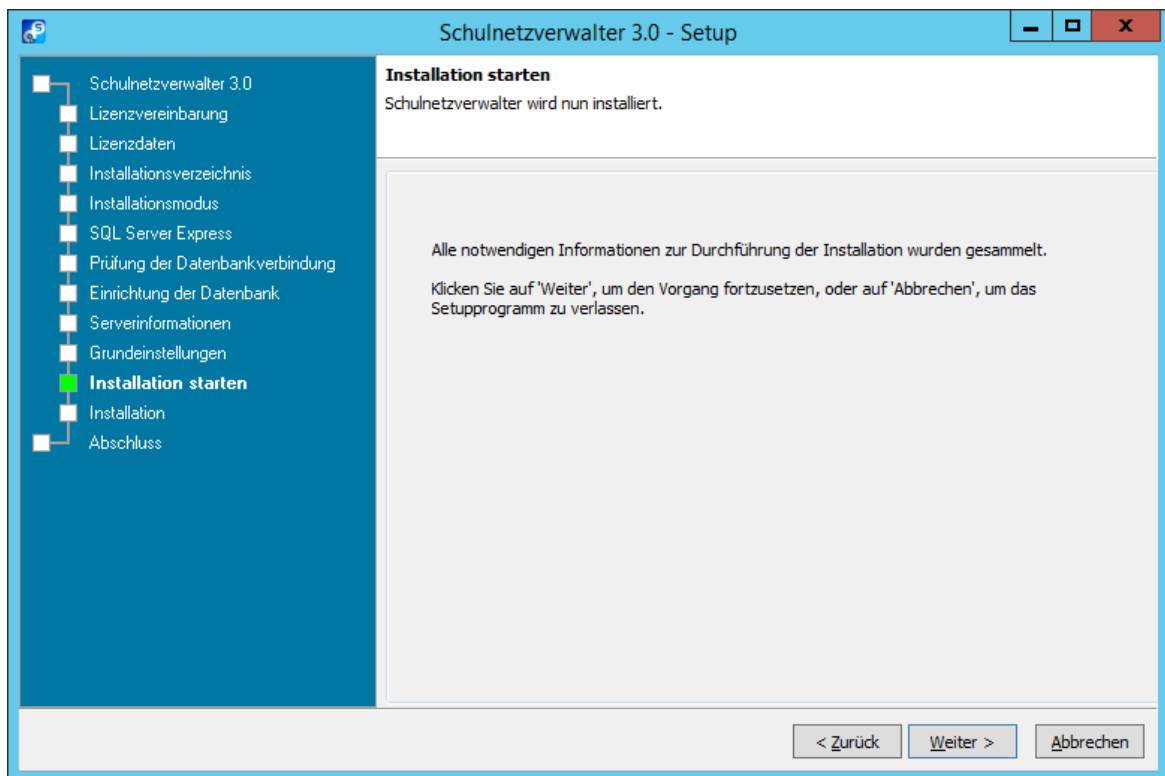 Schulnetzverwalter 3.0 - Setup
Schulnetzverwalter 3.0
Lizenzvereinbarung
Lizenzdaten
Installationsverzeichnis
Installationsmodus
SQL Server Express
Prüfung der Datenbankverbindung
Einrichtung der Datenbank
Serverinformationen
Grundeinstellungen
Installation starten
Installation
Abschluss
Installation starten
Schulnetzverwalter wird nun installiert.
Alle notwendigen Informationen zur Durchführung der Installation wurden gesammelt.
Klicken Sie auf 'Weiter', um den Vorgang fortzusetzen, oder auf 'Abbrechen', um das
Setupprogramm zu verlassen.
< Zurück
Weiter >
Abbrechen